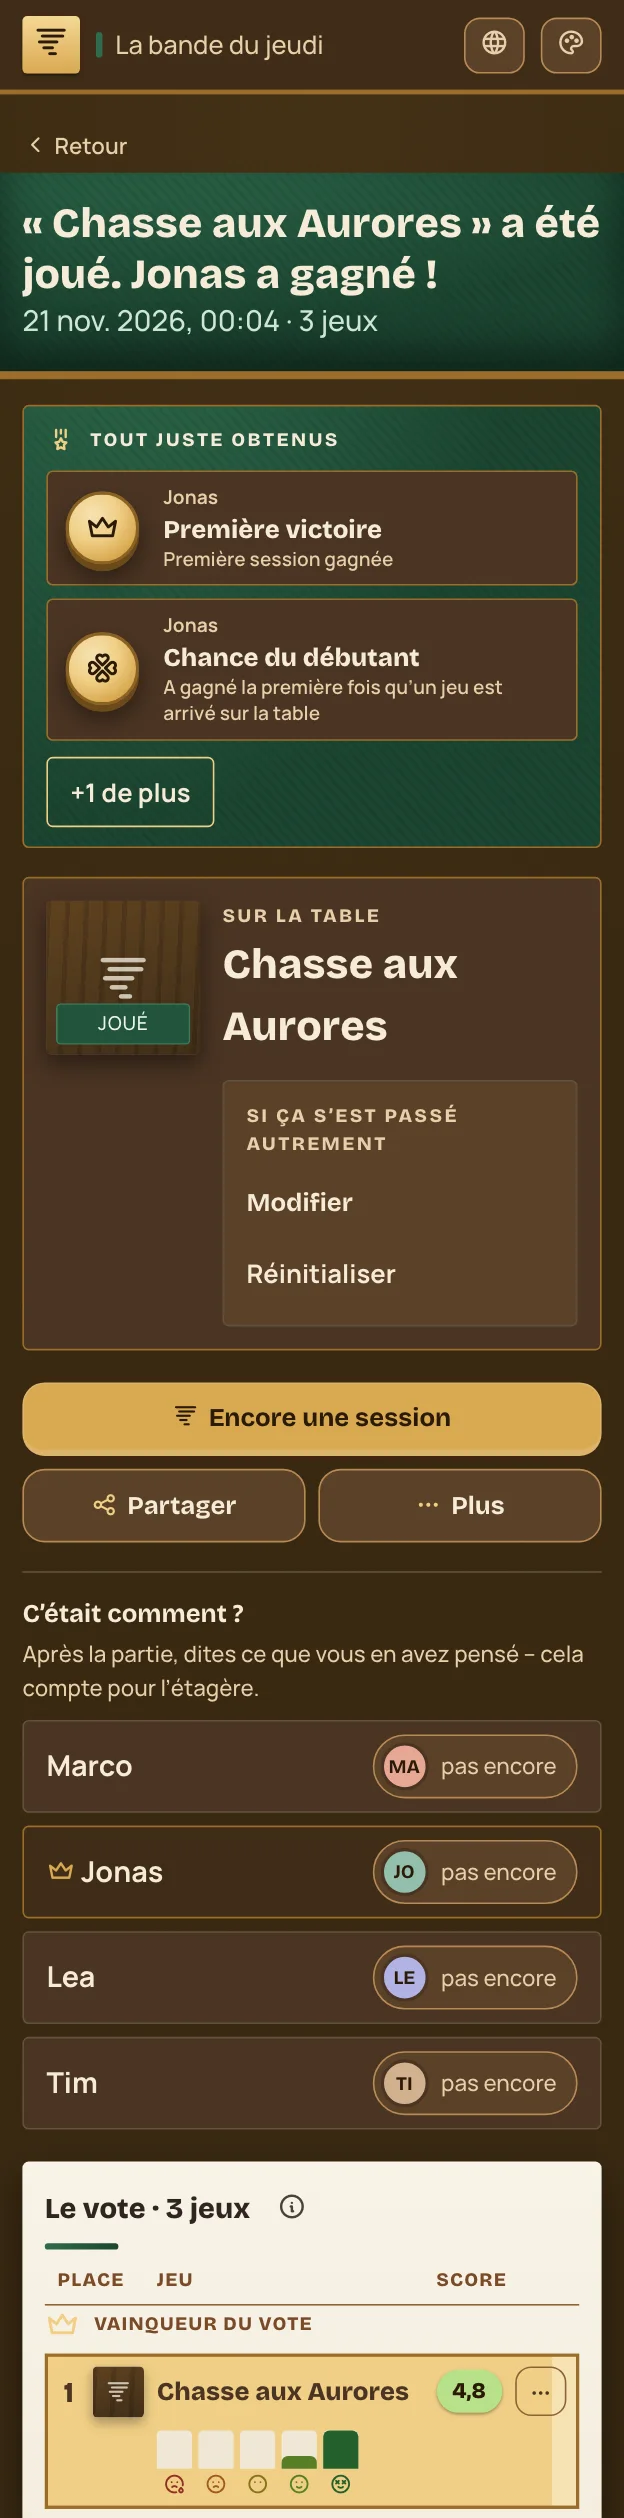 La bande du jeudi
Retour
« Chasse aux Aurores » a été
joué. Jonas a gagné !
21 nov. 2026, 00:04 · 3 jeux
TOUT JUSTE OBTENUS
Jonas
Première victoire
Première session gagnée
Jonas
Chance du débutant
A gagné la première fois qu’un jeu est
arrivé sur la table
+1 de plus
SUR LA TABLE
Chasse aux
Aurores
JOUÉ
SI ÇA S’EST PASSÉ
AUTREMENT
Modifier
Réinitialiser
Encore une session
Partager
Plus
C’était comment ?
Après la partie, dites ce que vous en avez pensé – cela
compte pour l’étagère.
Marco
MA pas encore
Jonas
JO pas encore
Lea
LE pas encore
Tim
TI pas encore
Le vote · 3 jeux
PLACE JEU SCORE
VAINQUEUR DU VOTE
1 Chasse aux Aurores 4,8